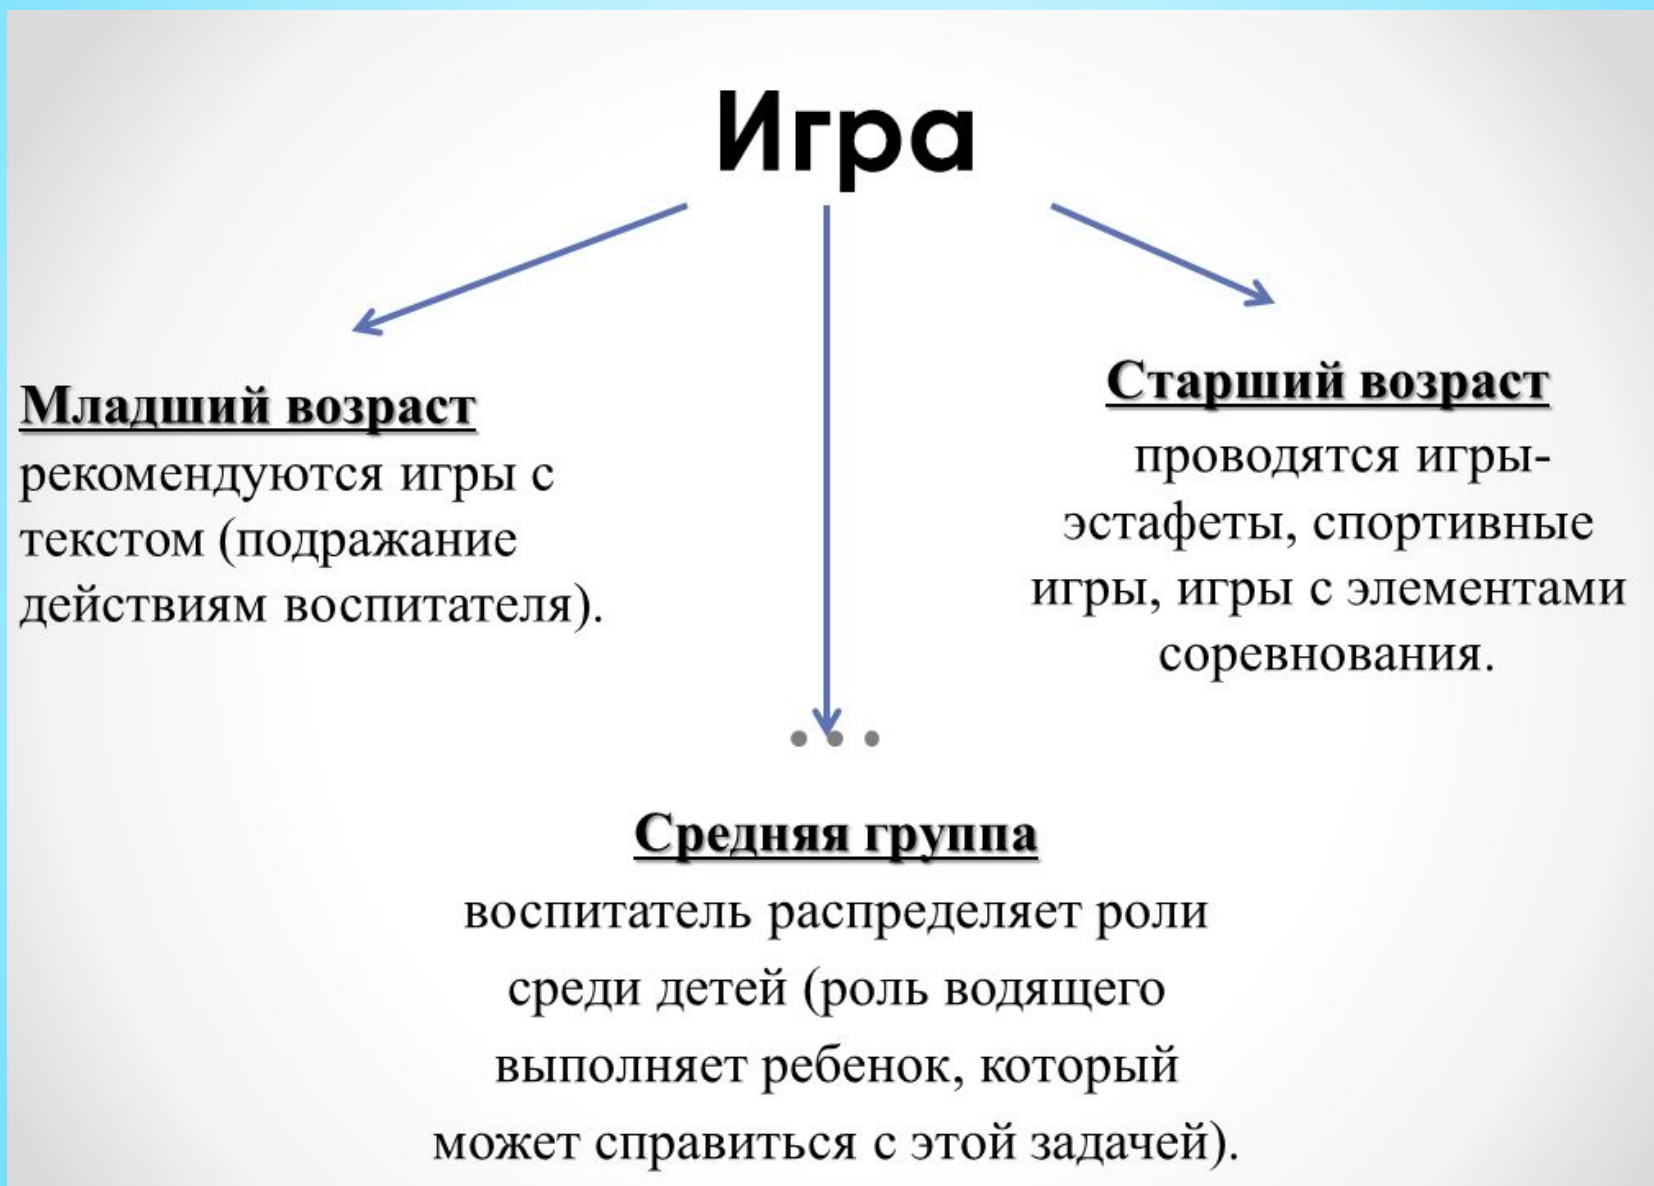 Игра
Младший возраст
рекомендуются игры с
текстом (подражание
действиям воспитателя).
Старший возраст
проводятся игры-
эстафеты, спортивные
игры, игры с элементами
соревнования.
Средняя группа
воспитатель распределяет роли
среди детей (роль водящего
выполняет ребенок, который
может справиться с этой задачей).